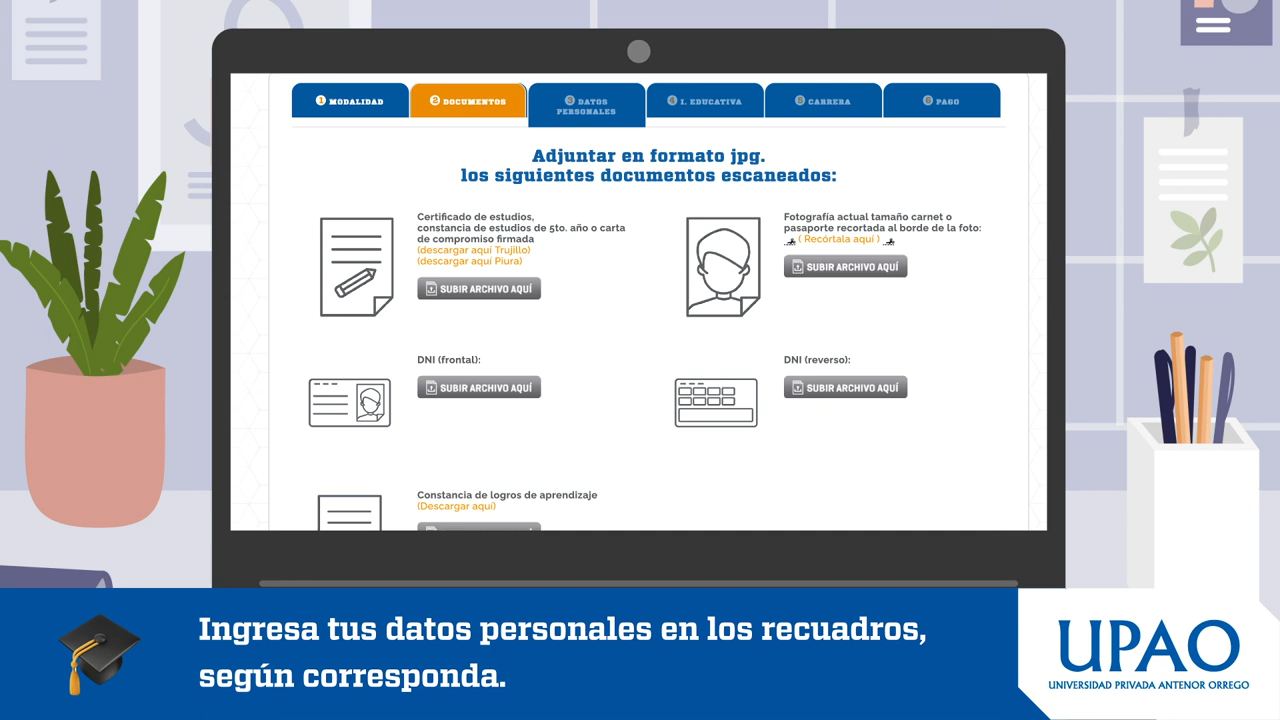 1 MODALIDAD
2 DOCUMENTOS
3 DATOS
PERSONALES
4 I. EDUCATIVA
5 CARRERA
6 PAGO
Adjuntar en formato jpg.
los siguientes documentos escaneados:
Certificado de estudios,
constancia de estudios de 5to. año o carta
de compromiso firmada
(descargar aquí Trujillo)
(descargar aquí Piura)
SUBIR ARCHIVO AQUÍ
Fotografía actual tamaño carnet o
pasaporte recortada al borde de la foto:
( Recórtala aquí )
SUBIR ARCHIVO AQUÍ
DNI (frontal):
SUBIR ARCHIVO AQUÍ
DNI (reverso):
SUBIR ARCHIVO AQUÍ
Constancia de logros de aprendizaje
(Descargar aquí)
Ingresa tus datos personales en los recuadros,
según corresponda.
UPAO
UNIVERSIDAD PRIVADA ANTENOR ORREGO